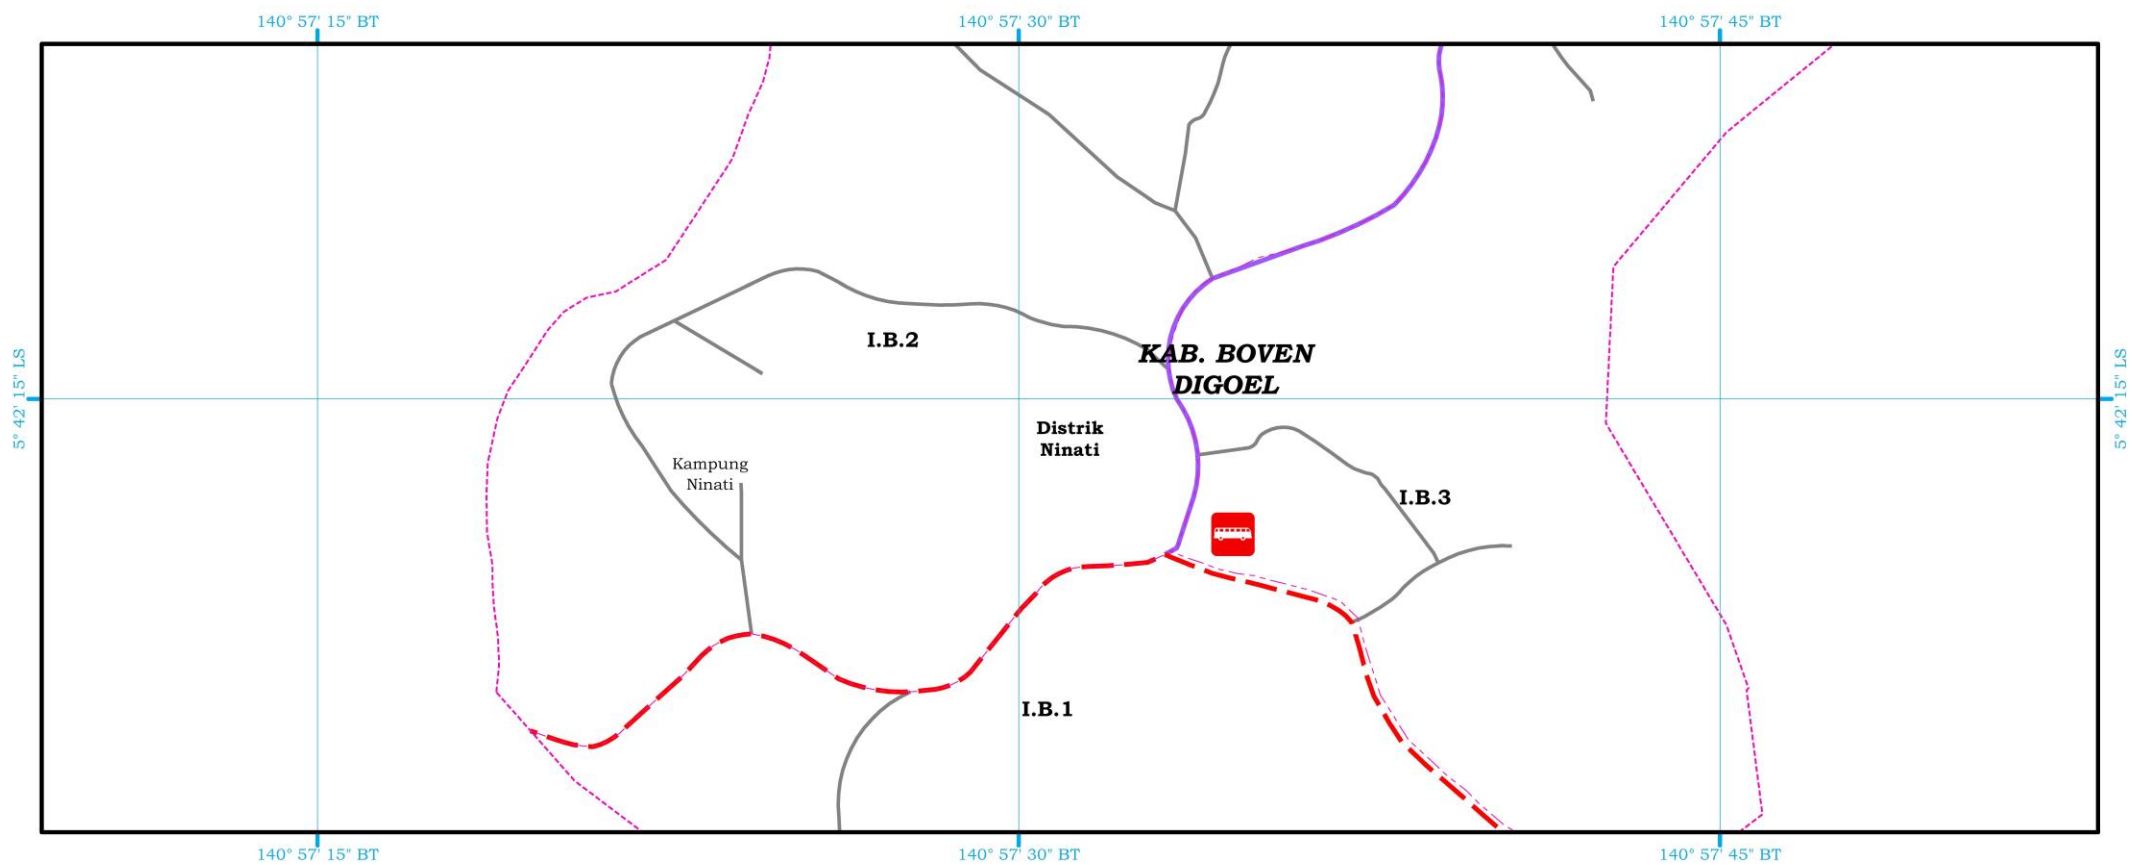 140° 57' 15" BT
140° 57' 30" BT
140° 57' 45" BT
5° 42' 15" LS
5° 42' 15" LS
I.B.2
KAB. BOVEN
DIGOEL
Distrik
Ninati
Kampung
Ninati
I.B.3
I.B.1
140° 57' 15" BT
140° 57' 30" BT
140° 57' 45" BT